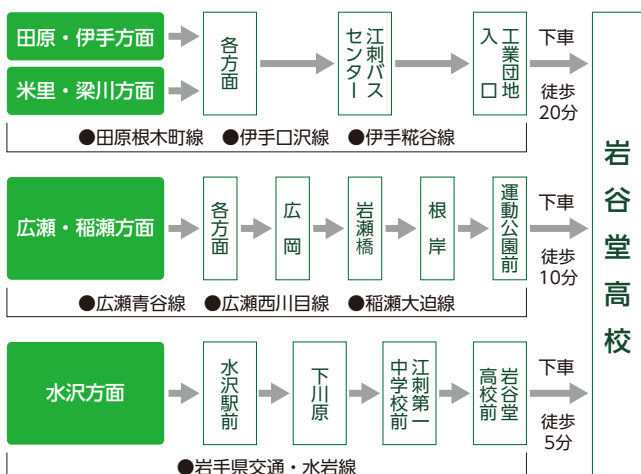 田原・伊手方面
米里・梁川方面
各方面
江刺バスセンター
工業団地入口
下車
徒歩
20分
●田原根木町線 ●伊手口沢線 ●伊手糀谷線
広瀬・稲瀬方面
各方面
広岡
岩瀬橋
根岸
運動公園前
下車
徒歩
10分
●広瀬青谷線 ●広瀬西川目線 ●稲瀬大迫線
水沢方面
水沢駅前
下川原
江刺第一中学校前
岩谷堂高校前
下車
徒歩
5分
●岩手県交通・水岩線
岩谷堂高校